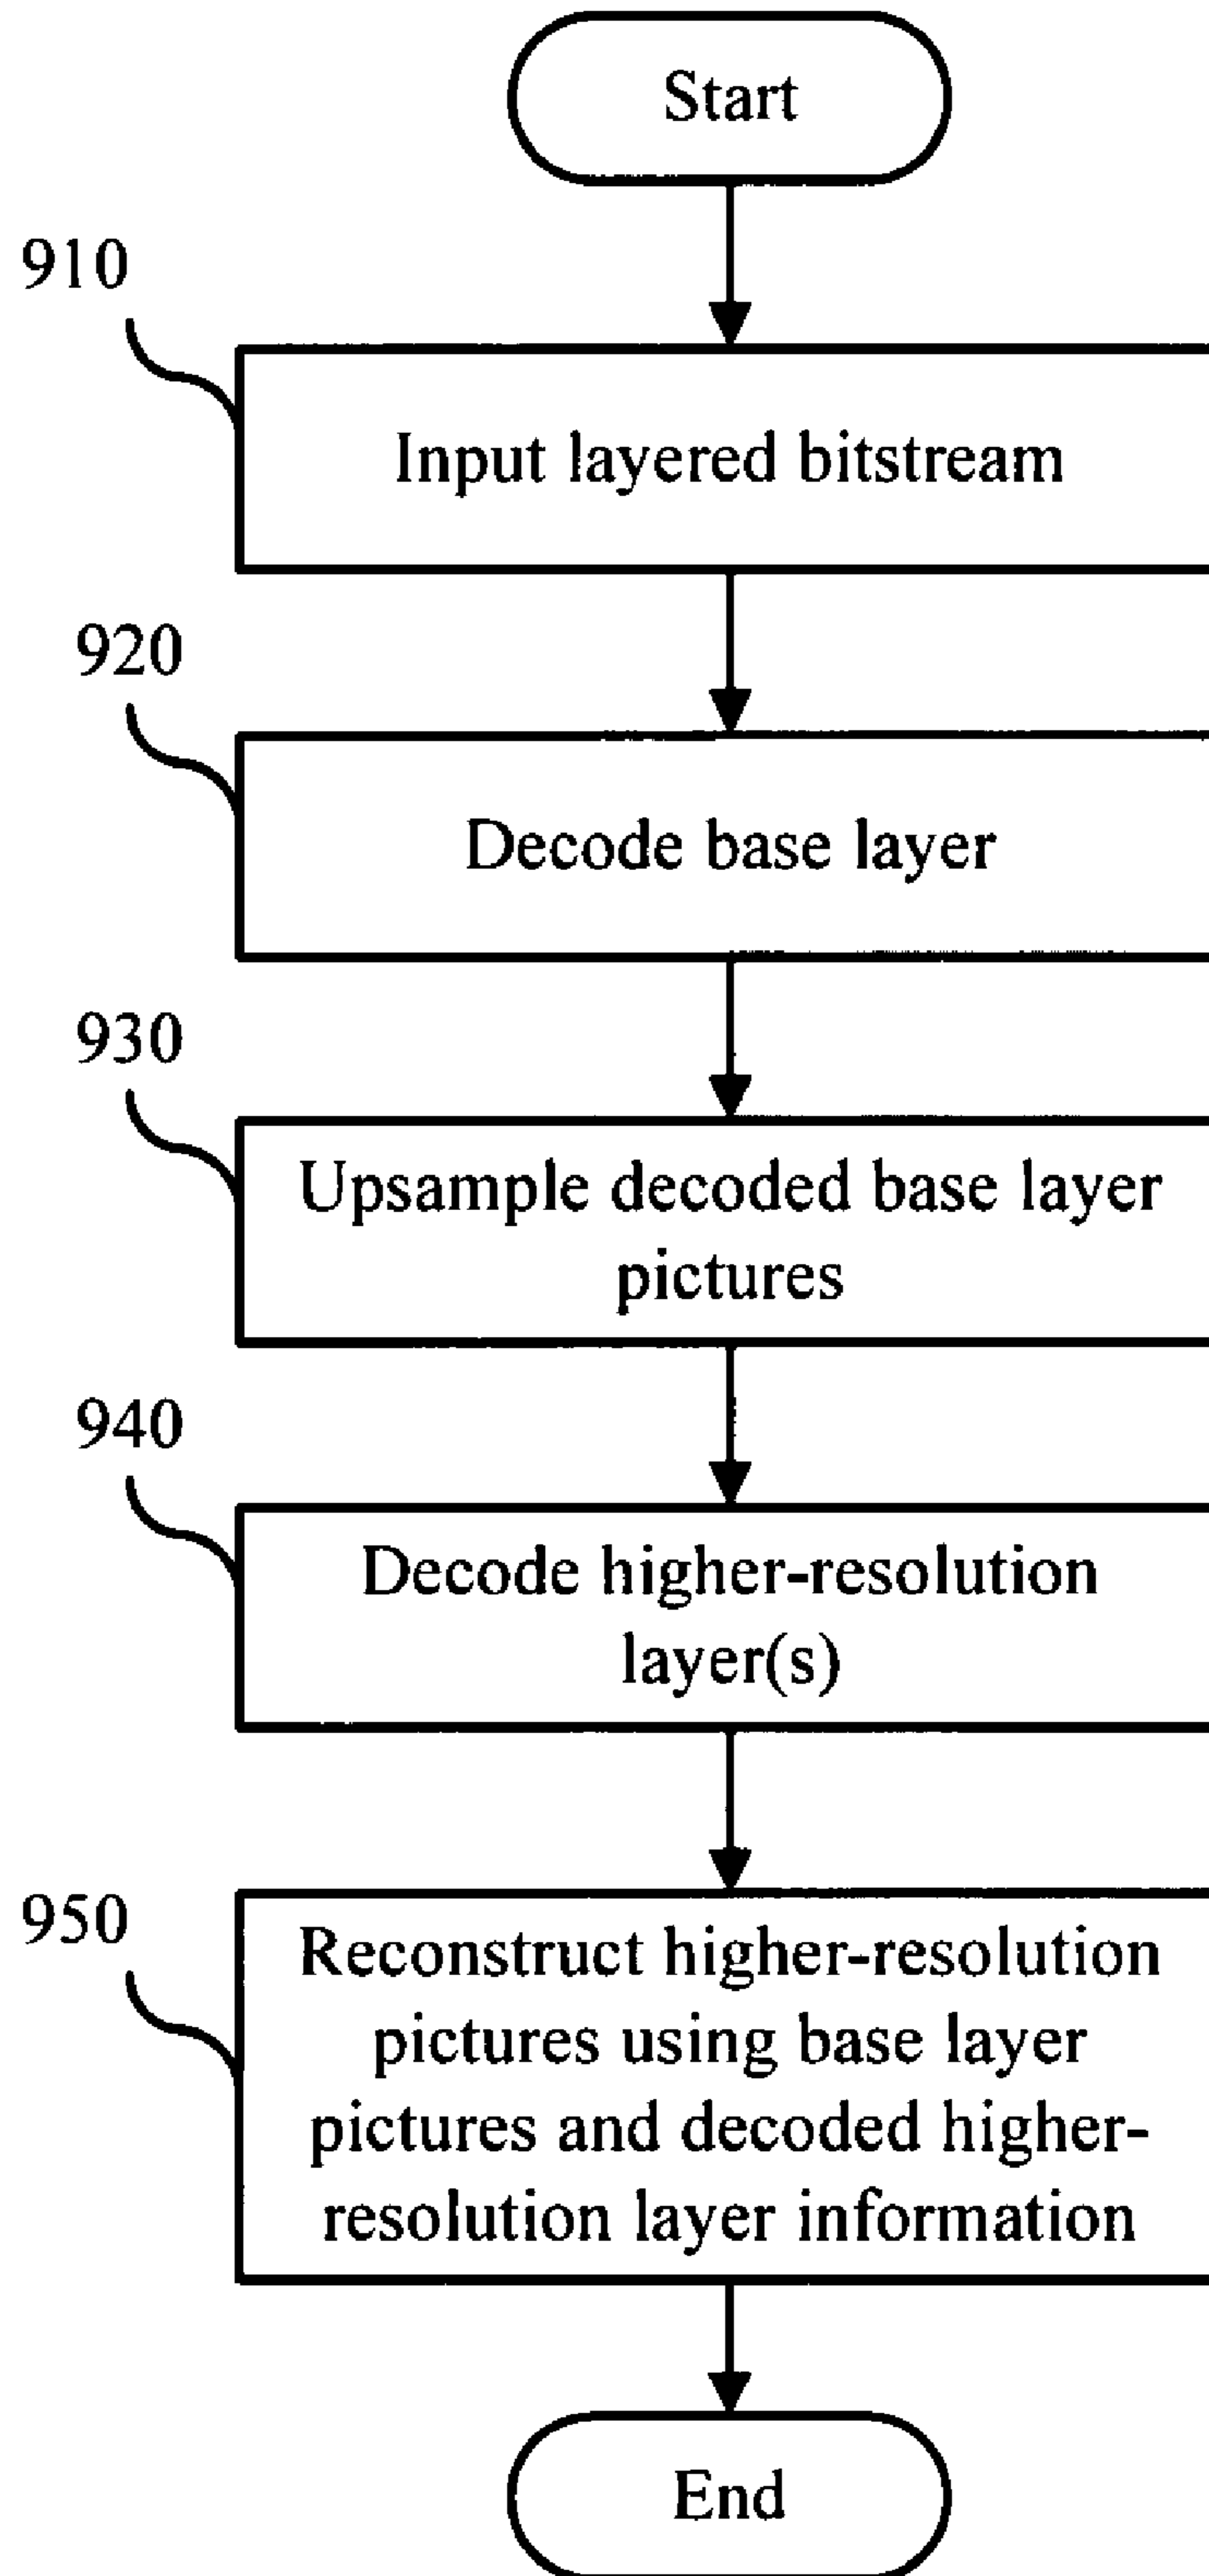 Start
910
Input layered bitstream
920
Decode base layer
930
Upsample decoded base layer
pictures
940
Decode higher-resolution
layer(s)
950
Reconstruct higher-resolution
pictures using base layer
pictures and decoded higher-
resolution layer information
End